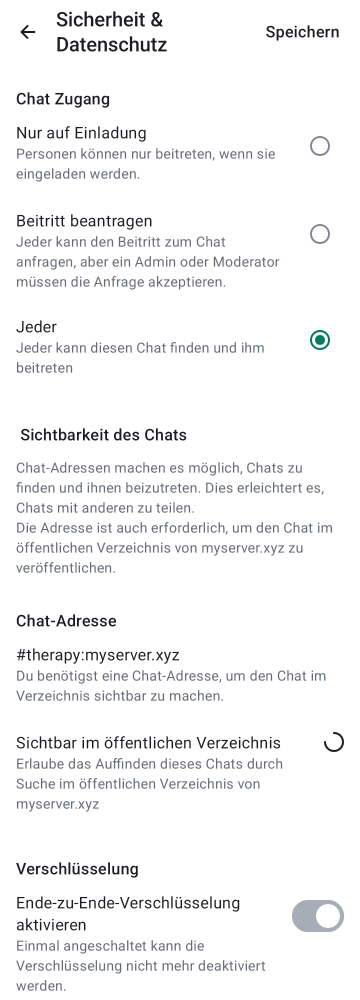 Sicherheit &
Datenschutz
Speichern
Chat Zugang
Nur auf Einladung
Personen können nur beitreten, wenn sie
eingeladen werden.
Beitritt beantragen
Jeder kann den Beitritt zum Chat
anfragen, aber ein Admin oder Moderator
müssen die Anfrage akzeptieren.
Jeder
Jeder kann diesen Chat finden und ihm
beitreten
Sichtbarkeit des Chats
Chat-Adressen machen es möglich, Chats zu
finden und ihnen beizutreten. Dies erleichtert es,
Chats mit anderen zu teilen.
Die Adresse ist auch erforderlich, um den Chat im
öffentlichen Verzeichnis von myserver.xyz zu
veröffentlichen.
Chat-Adresse
#therapy:myserver.xyz
Du benötigst eine Chat-Adresse, um den Chat im
Verzeichnis sichtbar zu machen.
Sichtbar im öffentlichen Verzeichnis
Erlaube das Auffinden dieses Chats durch
Suche im öffentlichen Verzeichnis von
myserver.xyz
Verschlüsselung
Ende-zu-Ende-Verschlüsselung
aktivieren
Einmal angeschaltet kann die
Verschlüsselung nicht mehr deaktiviert
werden.